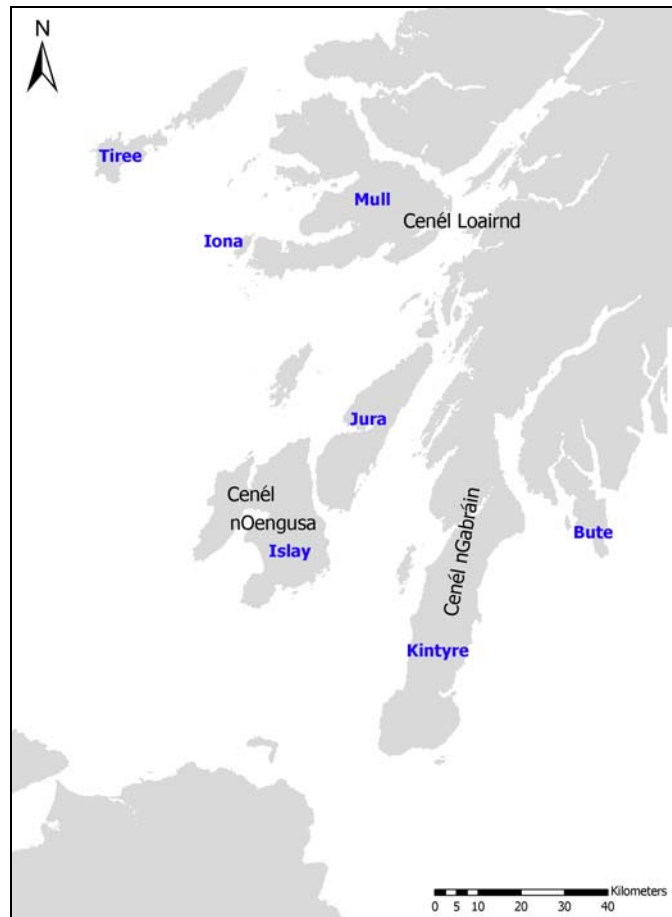 N
Tiree
Mull
Cenél Loairnd
Iona
Jura
Cenél
nOengusa
Islay
Cenél nGabráin
Bute
Kintyre
Kilometers
0 5 10 20 30 40